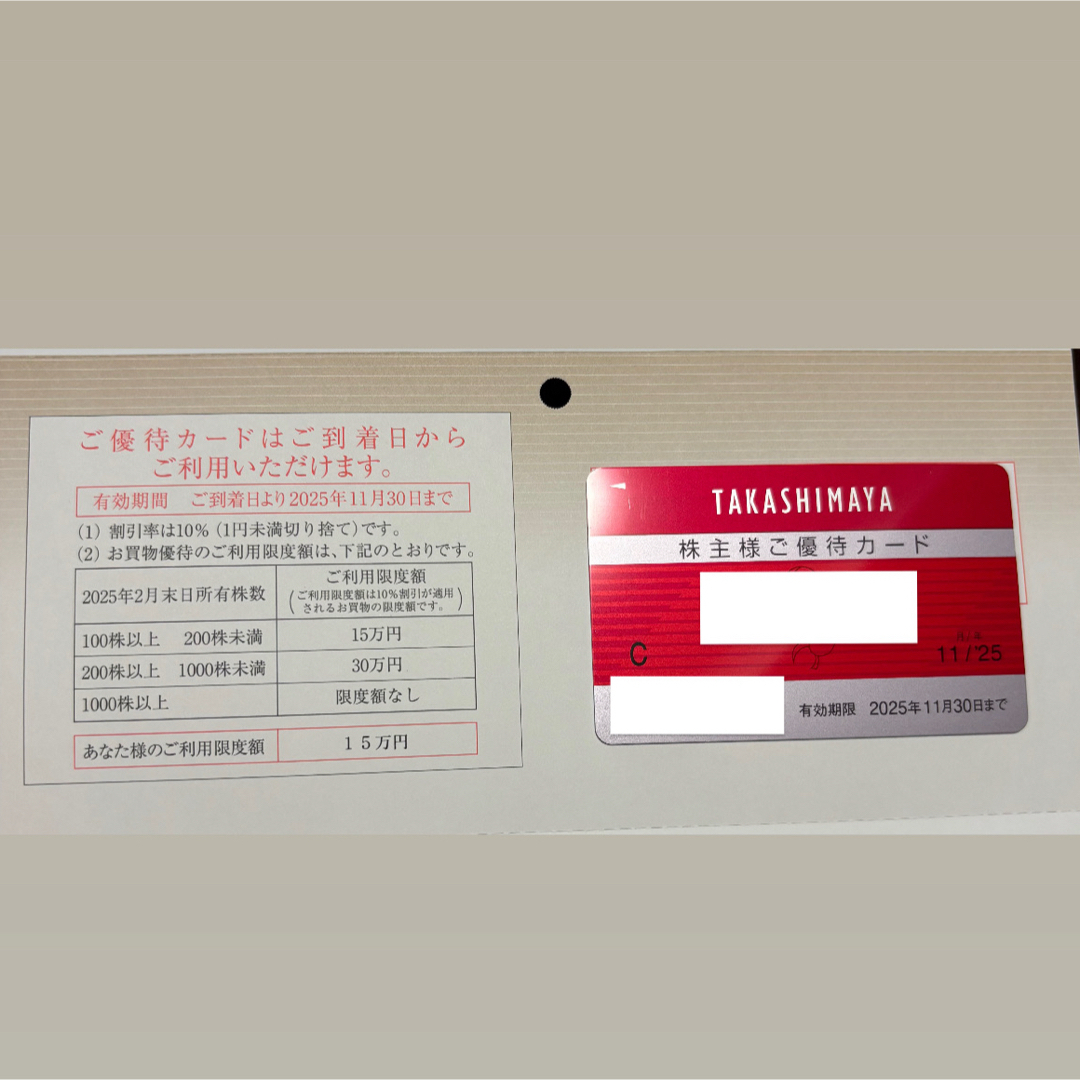 ご優待カードはご到着日から
ご利用いただけます。
有効期間 ご到着日より2025年11月30日まで
(1) 割引率は10%(1円未満切り捨て)です。
(2) お買物優待のご利用限度額は、下記のとおりです。
2025年2月末日所有株数
ご利用限度額
(ご利用限度額は10%割引が適用
されるお買物の限度額です。)
100株以上 200株未満 15万円
200株以上 1000株未満 30万円
1000株以上 限度額なし
あなた様のご利用限度額 15万円
TAKASHIMAYA
株主様ご優待カード
C
月/年
11/'25
有効期限 2025年11月30日まで